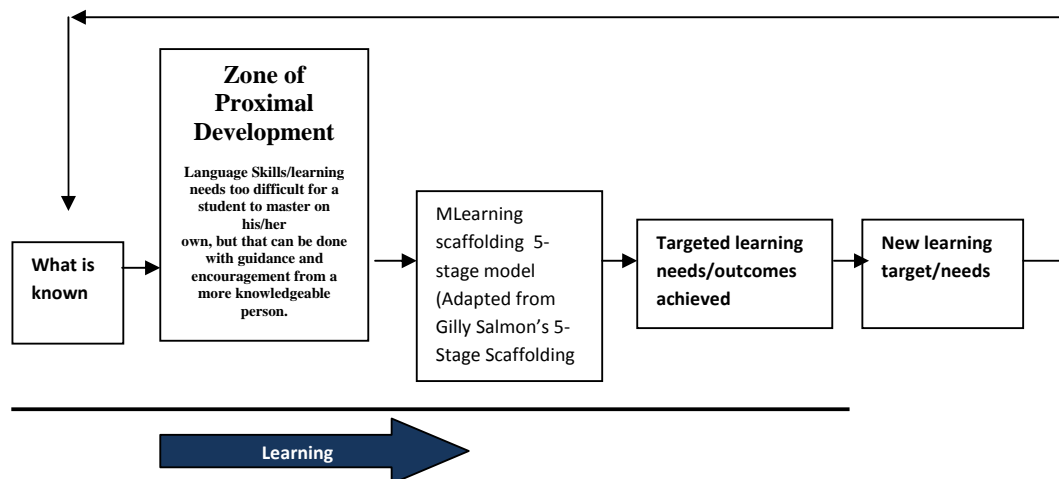 What is
known
Zone of
Proximal
Development
Language Skills/learning
needs too difficult for a
student to master on
his/her
own, but that can be done
with guidance and
encouragement from a
more knowledgeable
person.
MLearning
scaffolding 5-
stage model
(Adapted from
Gilly Salmon's 5-
Stage Scaffolding
Targeted learning
needs/outcomes
achieved
New learning
target/needs
Learning